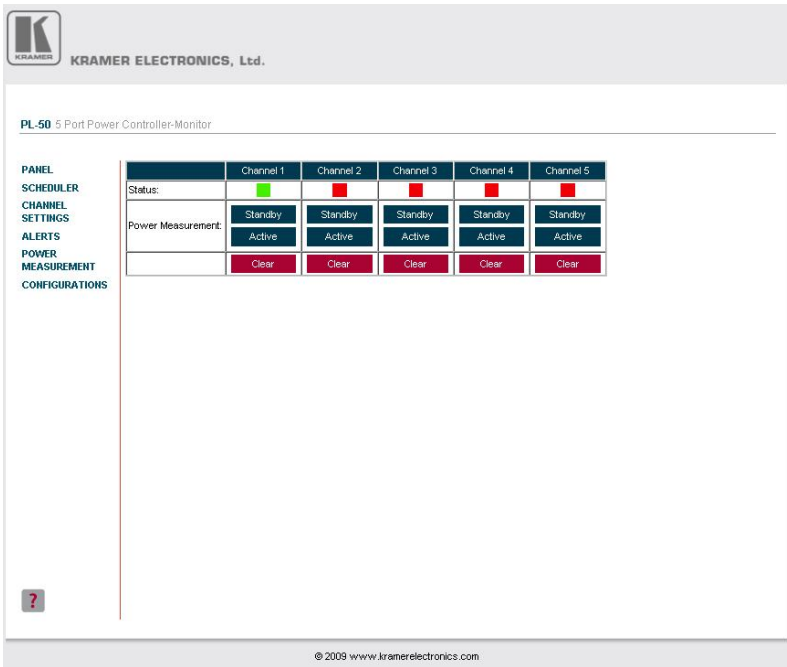 KRAMER
KRAMER ELECTRONICS, Ltd.
PL-50 5 Port Power Controller-Monitor
PANEL
SCHEDULER
CHANNEL
SETTINGS
ALERTS
POWER
MEASUREMENT
CONFIGURATIONS
Channel 1 Channel 2 Channel 3 Channel 4 Channel 5
Status:
Power Measurement:
Standby Standby Standby Standby Standby
Active Active Active Active Active
Clear Clear Clear Clear Clear
?
© 2009 www.kramerelectronics.com